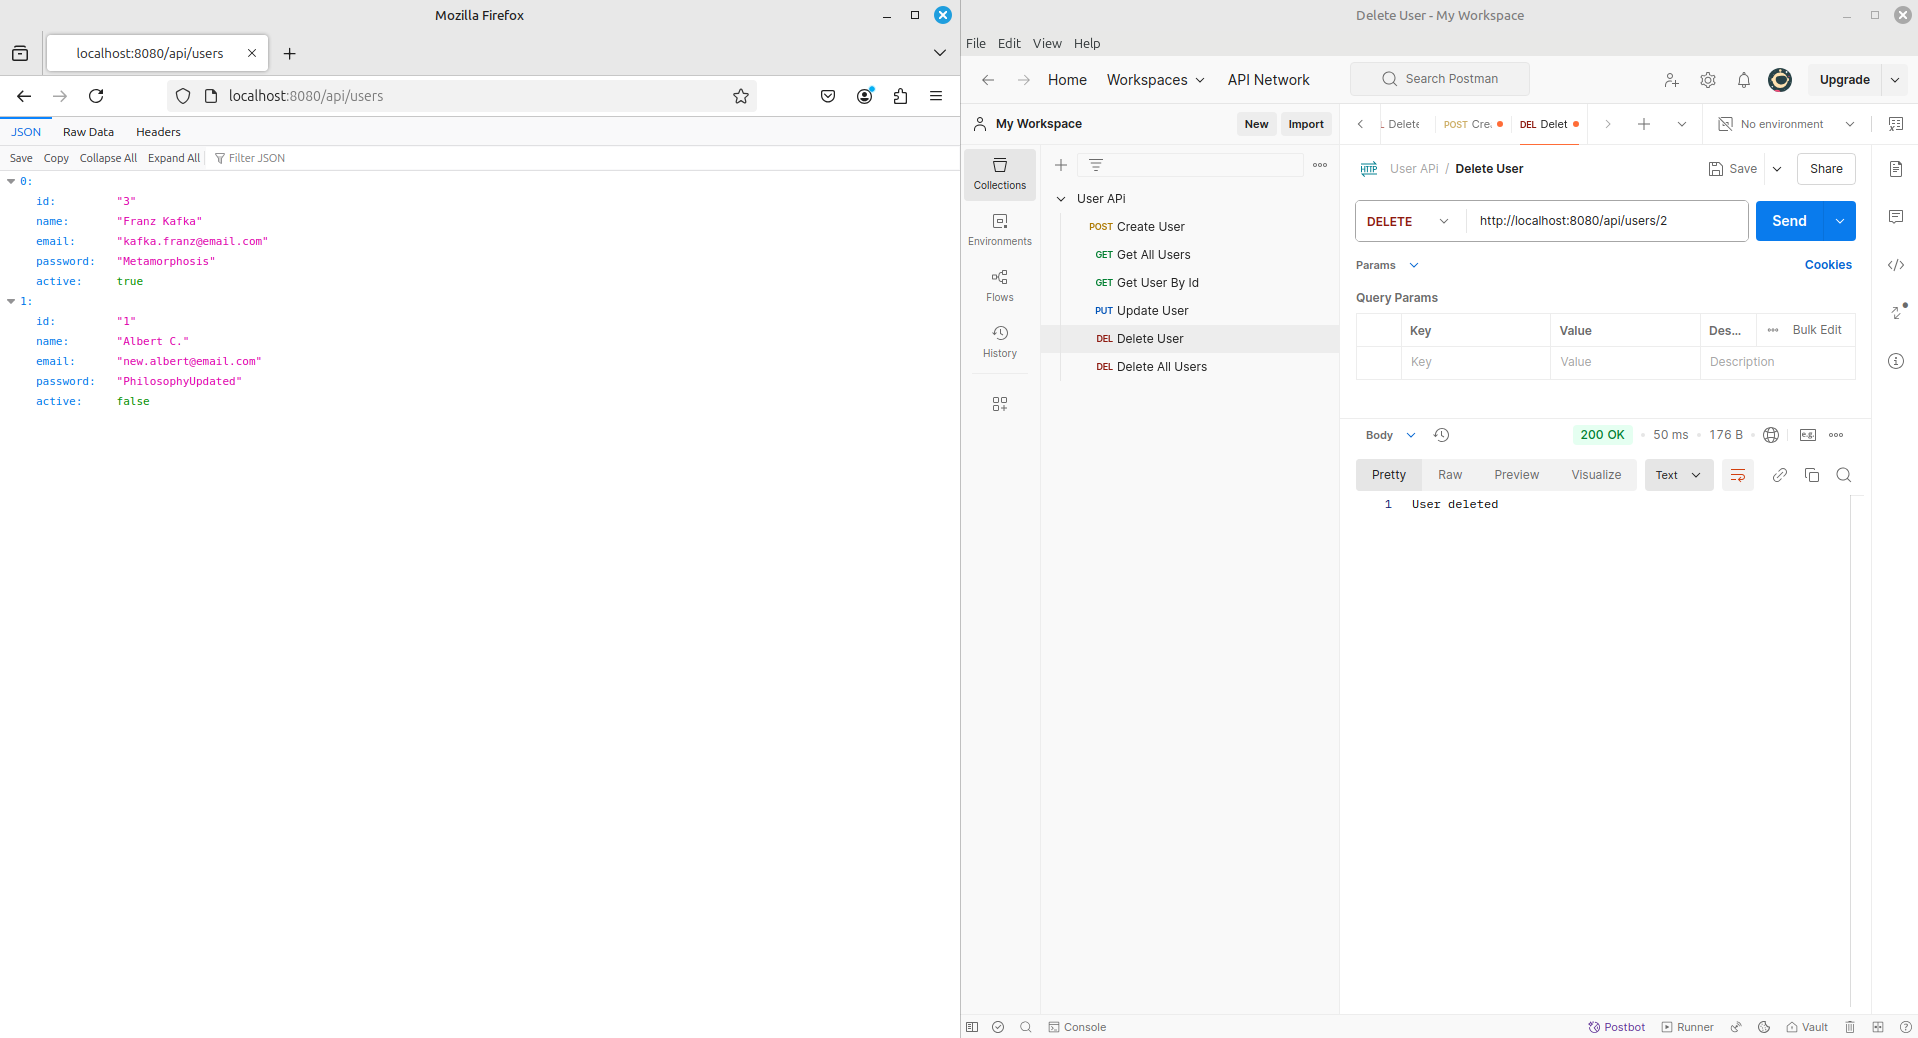 Mozilla Firefox
localhost:8080/api/users
localhost:8080/api/users
JSON Raw Data Headers
Save Copy Collapse All Expand All Filter JSON
0:
id: "3"
name: "Franz Kafka"
email: "kafka.franz@email.com"
password: "Metamorphosis"
active: true
1:
id: "1"
name: "Albert C."
email: "new.albert@email.com"
password: "PhilosophyUpdated"
active: false
Delete User - My Workspace
File Edit View Help
Home Workspaces API Network Search Postman Upgrade
My Workspace New Import
Delete POST Cre. DEL Delet No environment
Collections
Environments
Flows
History
User APi
POST Create User
GET Get All Users
GET Get User By Id
PUT Update User
DEL Delete User
DEL Delete All Users
HTTP User APi / Delete User Save Share
DELETE http://localhost:8080/api/users/2 Send
Params Cookies
Query Params
Key Value Des... Bulk Edit
Key Value Description
Body 200 OK 50 ms 176 B e.g.
Pretty Raw Preview Visualize Text
1 User deleted
Console Postbot Runner Vault